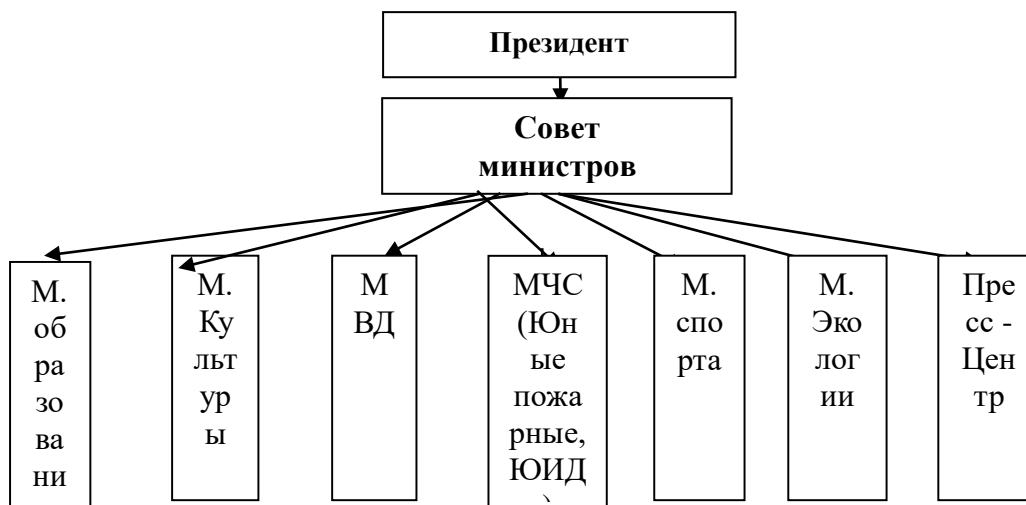 Президент
Совет
министров
М.
об
ра
зо
ва
ни
М.
Ку
льт
ур
ы
М
ВД
МЧС
(Юн
ые
пожа
рные,
ЮИД
)
М.
спо
рта
М.
Эко
лог
ии
Пре
сс -
Цен
тр